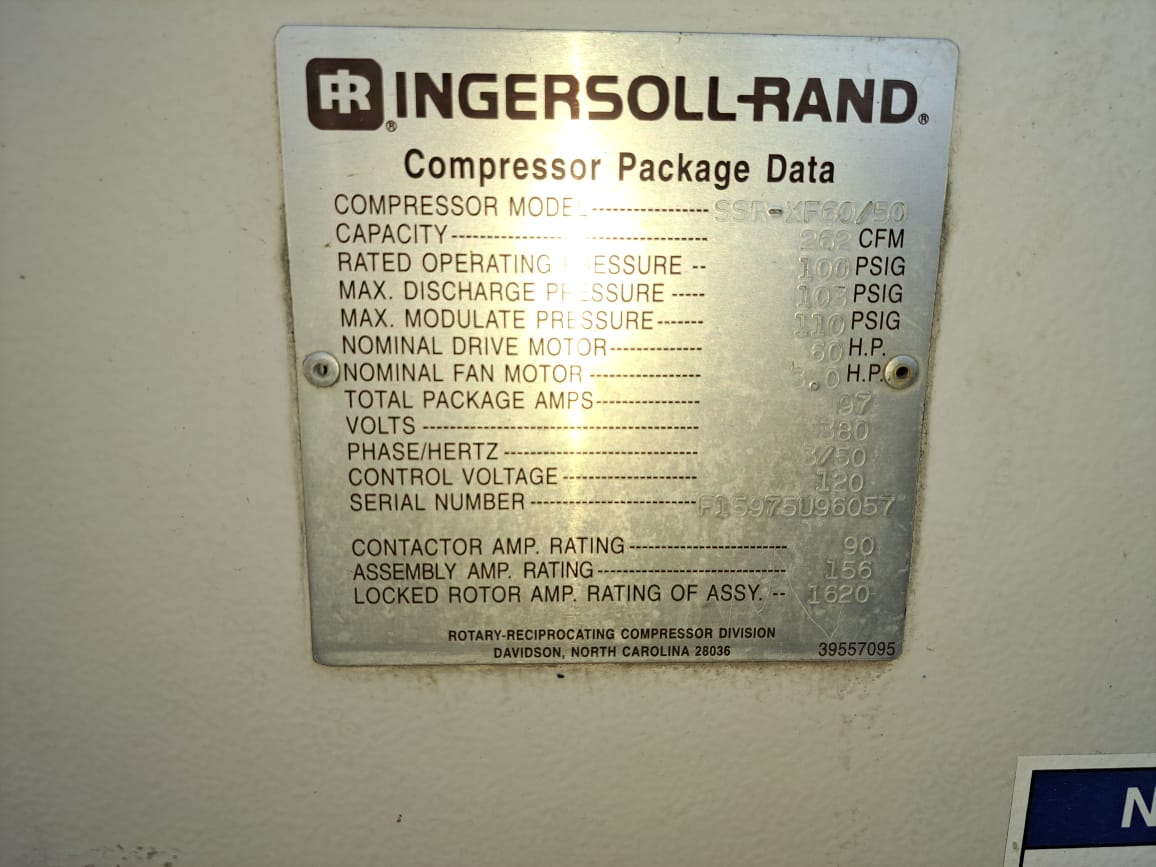 IR® INGERSOLL-RAND®
Compressor Package Data
COMPRESSOR MODEL --------------- SSR-XF60/50
CAPACITY---------------------------------- 262 CFM
RATED OPERATING PRESSURE -- 100 PSIG
MAX. DISCHARGE PRESSURE ----- 103 PSIG
MAX. MODULATE PRESSURE------- 110 PSIG
NOMINAL DRIVE MOTOR-------------- 60 H.P.
NOMINAL FAN MOTOR ---------------- H.P.
TOTAL PACKAGE AMPS--------------- 97
VOLTS ---------------------------------------- 380
PHASE/HERTZ ---------------------------- 3/50
CONTROL VOLTAGE------------------- 120
SERIAL NUMBER ------------------------ F15975U96057
CONTACTOR AMP. RATING----------------------- 90
ASSEMBLY AMP. RATING--------------------------- 156
LOCKED ROTOR AMP. RATING OF ASSY. -- 1620
ROTARY-RECIPROCATING COMPRESSOR DIVISION
DAVIDSON, NORTH CAROLINA 28036
39557095
N